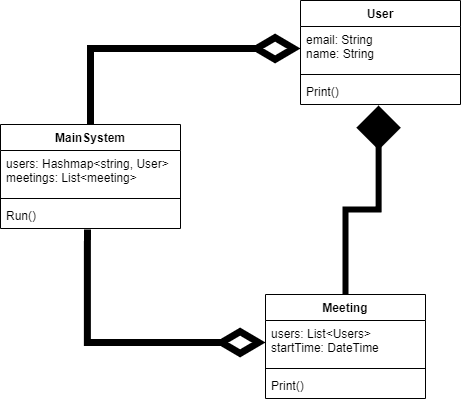 User
email: String
name: String
Print()
MainSystem
users: Hashmap<string, User>
meetings: List<meeting>
Run()
Meeting
users: List<Users>
startTime: DateTime
Print()